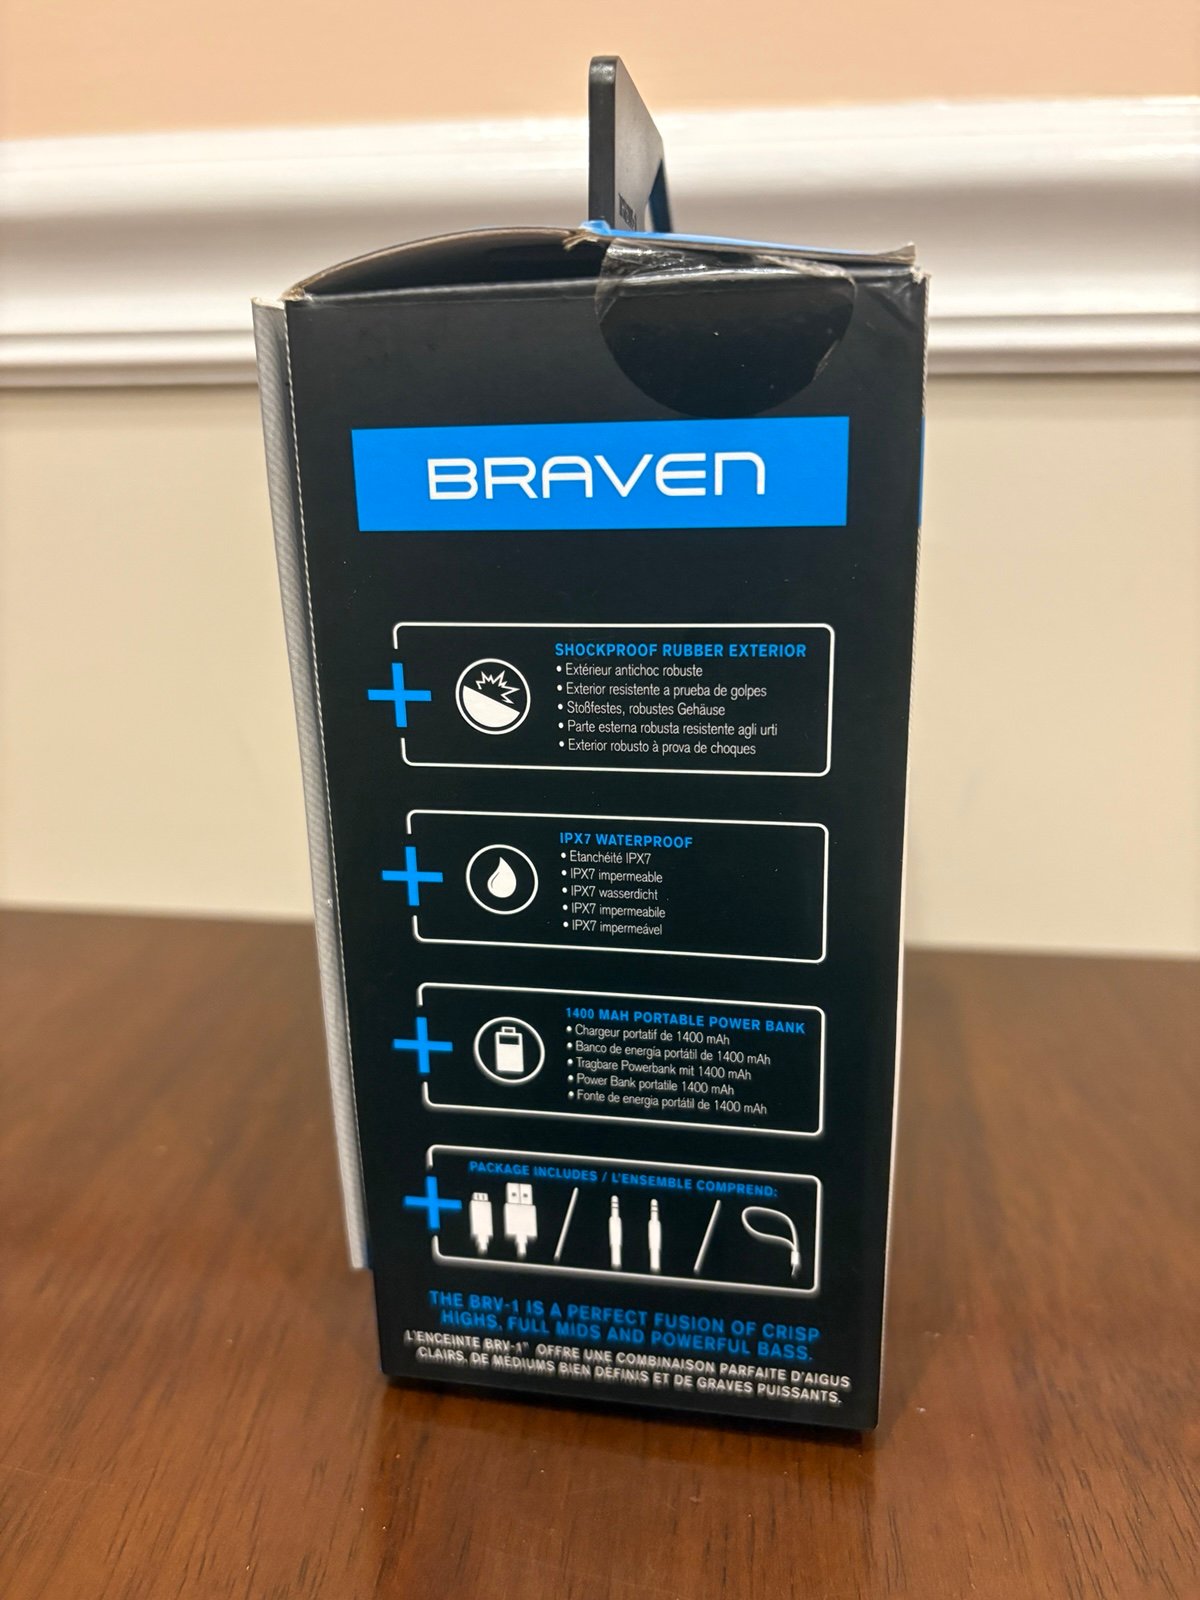 BRAVEN
SHOCKPROOF RUBBER EXTERIOR
• Extérieur antichoc robuste
• Exterior resistente a prueba de golpes
• Stoßfestes, robustes Gehäuse
• Parte esterna robusta resistente agli urti
• Exterior robusto à prova de choques
IPX7 WATERPROOF
• Etanchéité IPX7
• IPX7 impermeable
• IPX7 wasserdicht
• IPX7 impermeabile
• IPX7 impermeável
1400 MAH PORTABLE POWER BANK
• Chargeur portatif de 1400 mAh
• Banco de energía portátil de 1400 mAh
• Tragbare Powerbank mit 1400 mAh
• Power Bank portatile 1400 mAh
• Fonte de energia portátil de 1400 mAh
PACKAGE INCLUDES / L'ENSEMBLE COMPREND:
THE BRV-1 IS A PERFECT FUSION OF CRISP
HIGHS, FULL MIDS AND POWERFUL BASS.
L'ENCEINTE BRV-1™ OFFRE UNE COMBINAISON PARFAITE D'AIGUS
CLAIRS, DE MÉDIUMS BIEN DÉFINIS ET DE GRAVES PUISSANTS.